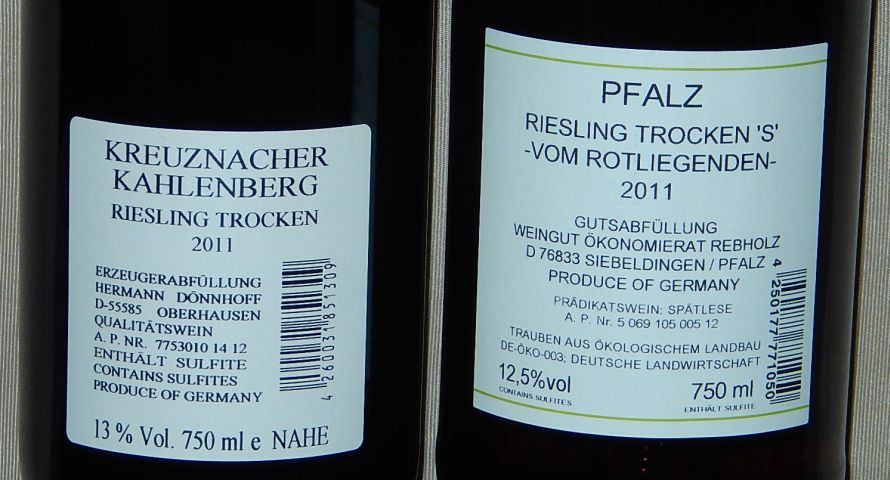 KREUZNACHER
KAHLENBERG
RIESLING TROCKEN
2011
ERZEUGERABFÜLLUNG
HERMANN DÖNNHOFF
D-55585 OBERHAUSEN
QUALITÄTSWEIN
A. P. NR. 7753010 14 12
ENTHÄLT SULFITE
CONTAINS SULFITES
PRODUCE OF GERMANY
4 260031 851309
13 % Vol. 750 ml e NAHE
PFALZ
RIESLING TROCKEN 'S'
-VOM ROTLIEGENDEN-
2011
GUTSABFÜLLUNG
WEINGUT ÖKONOMIERAT REBHOLZ
D 76833 SIEBELDINGEN / PFALZ
PRODUCE OF GERMANY
PRÄDIKATSWEIN: SPÄTLESE
A. P. Nr. 5 069 105 005 12
TRAUBEN AUS ÖKOLOGISCHEM LANDBAU
DE-ÖKO-003; DEUTSCHE LANDWIRTSCHAFT
4 250177 771050
12,5%vol 750 ml
CONTAINS SULFITES ENTHÄLT SULFITE